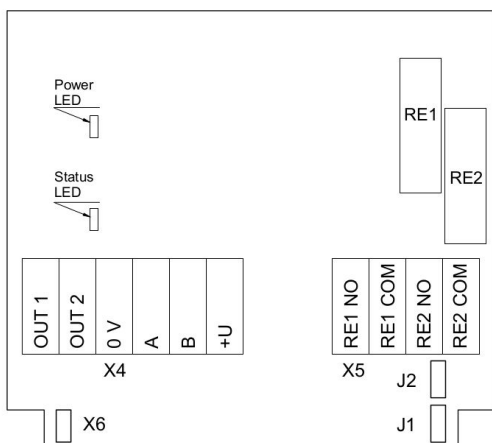 Power
LED
RE1
RE2
Status
LED
OUT 1
OUT 2
0 V
A
B
+U
RE1 NO
RE1 COM
RE2 NO
RE2 COM
X4
X5
J2
X6
J1